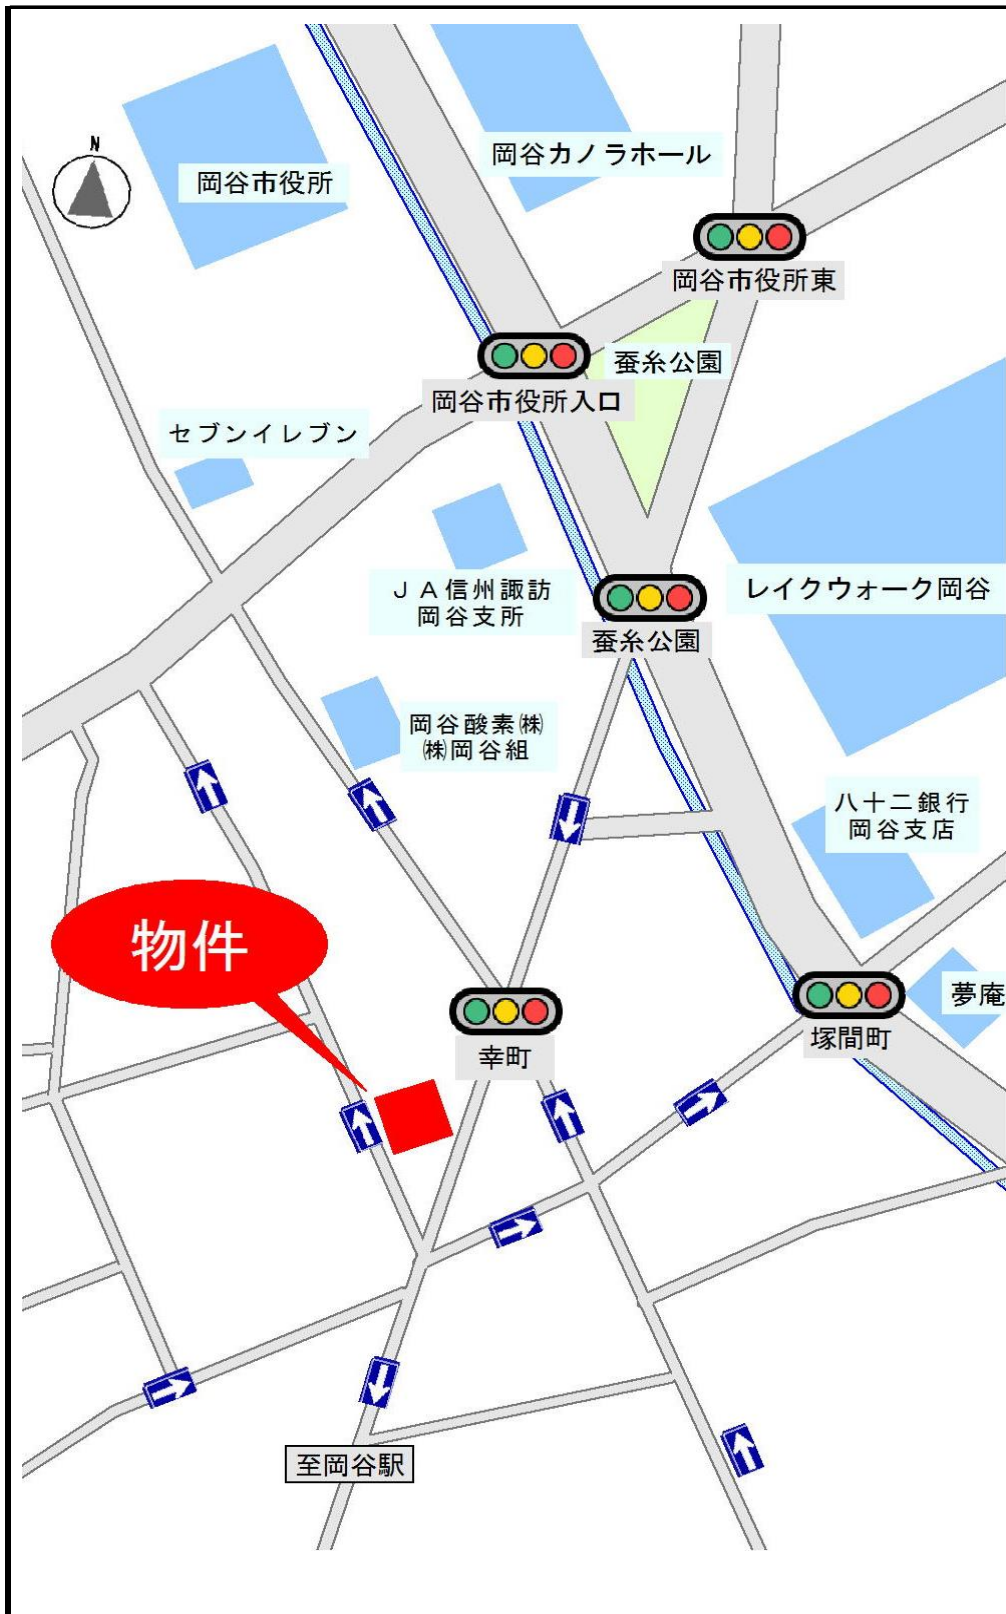 N
岡谷カノラホール
岡谷市役所
岡谷市役所東
蚕糸公園
岡谷市役所入口
セブンイレブン
JA信州諏訪
岡谷支所
レイクウォーク岡谷
蚕糸公園
岡谷酸素㈱
㈱岡谷組
八十二銀行
岡谷支店
物件
夢庵
塚間町
幸町
至岡谷駅